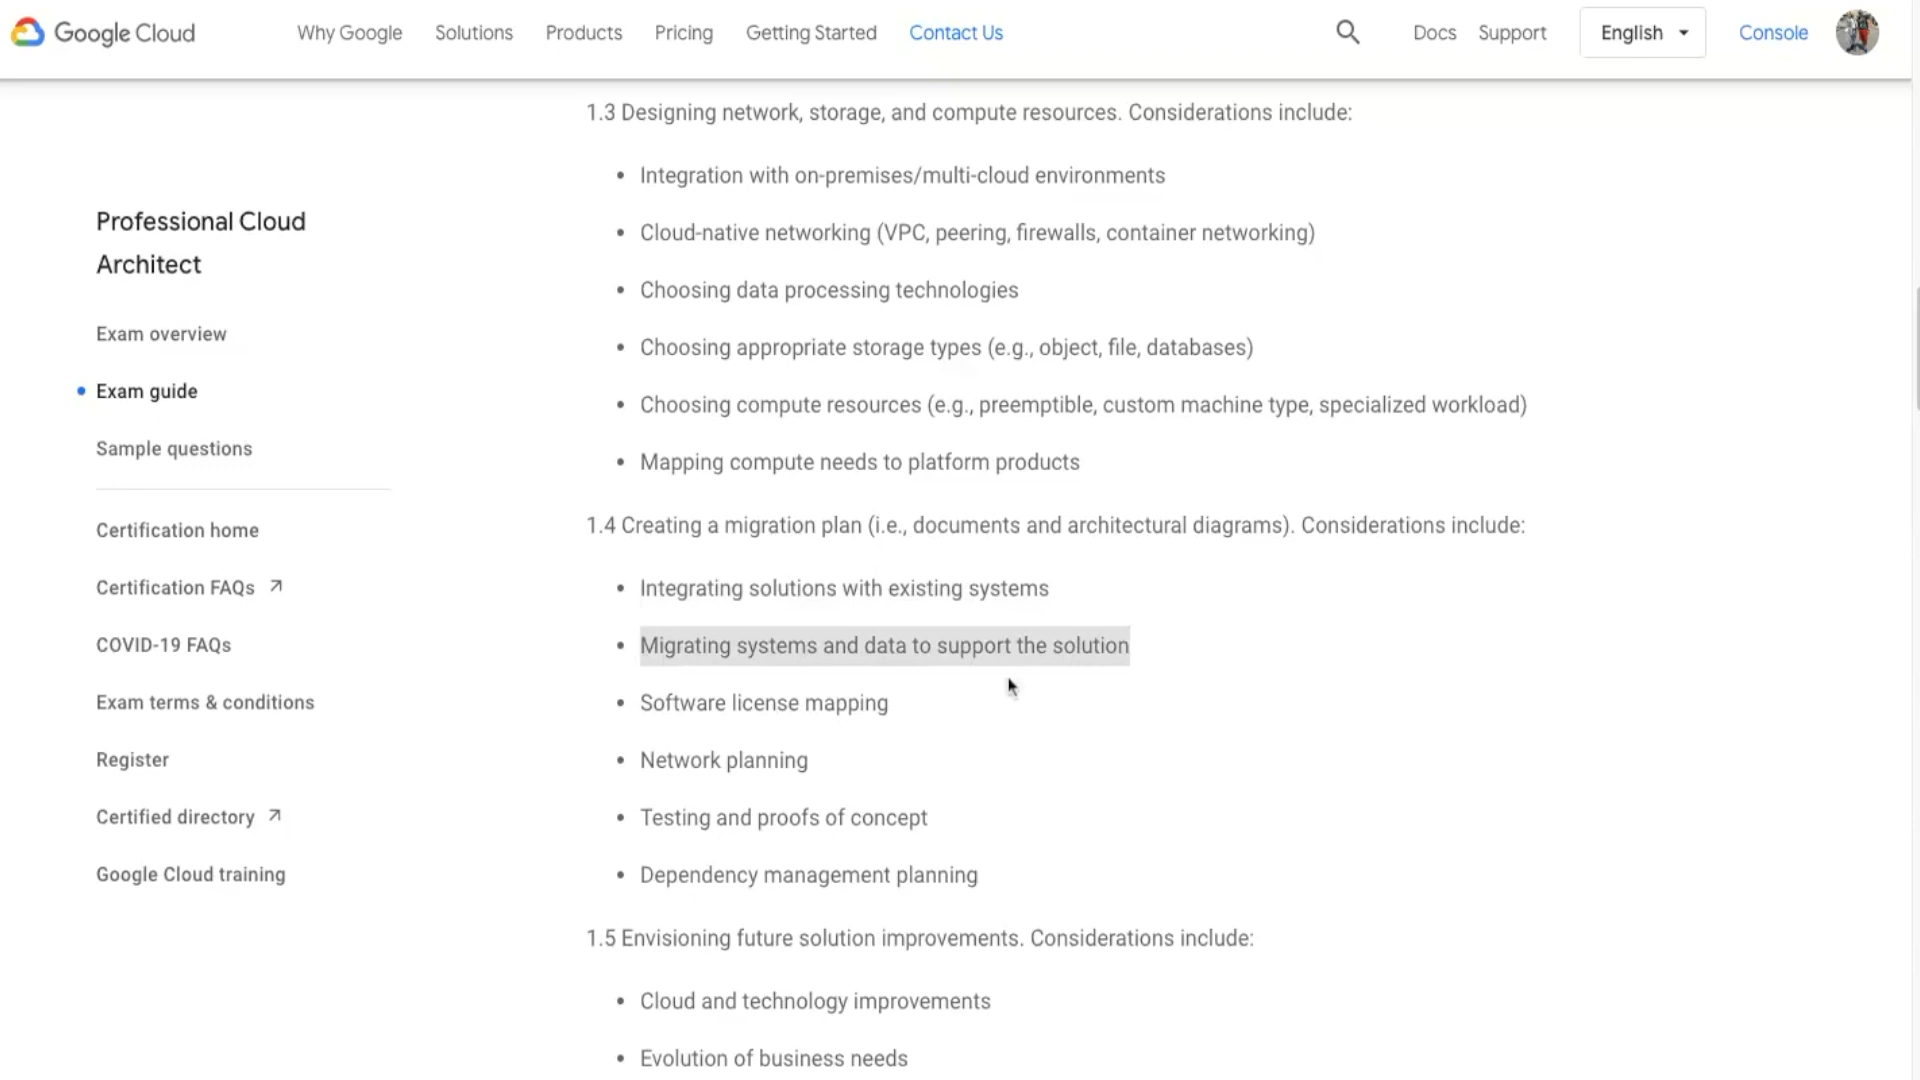 Google Cloud
Why Google
Solutions
Products
Pricing
Getting Started
Contact Us
Docs
Support
English
Console
Professional Cloud
Architect
Exam overview
Exam guide
Sample questions
Certification home
Certification FAQs
COVID-19 FAQs
Exam terms & conditions
Register
Certified directory
Google Cloud training
1.3 Designing network, storage, and compute resources. Considerations include:
• Integration with on-premises/multi-cloud environments
• Cloud-native networking (VPC, peering, firewalls, container networking)
• Choosing data processing technologies
• Choosing appropriate storage types (e.g., object, file, databases)
• Choosing compute resources (e.g., preemptible, custom machine type, specialized workload)
• Mapping compute needs to platform products
1.4 Creating a migration plan (i.e., documents and architectural diagrams). Considerations include:
• Integrating solutions with existing systems
• Migrating systems and data to support the solution
• Software license mapping
• Network planning
• Testing and proofs of concept
• Dependency management planning
1.5 Envisioning future solution improvements. Considerations include:
• Cloud and technology improvements
• Evolution of business needs